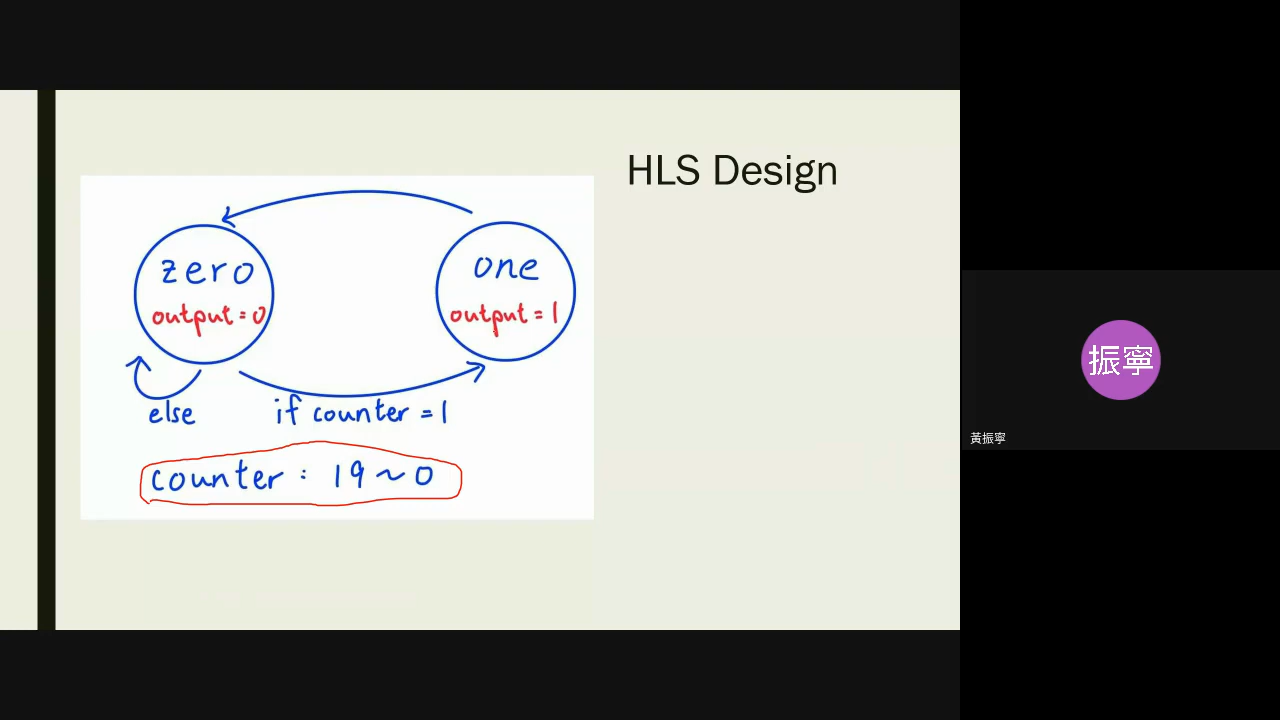 HLS Design
zero
output = 0
one
output = 1
else
if counter = 1
counter : 19 ~ 0
振寧
黃振寧